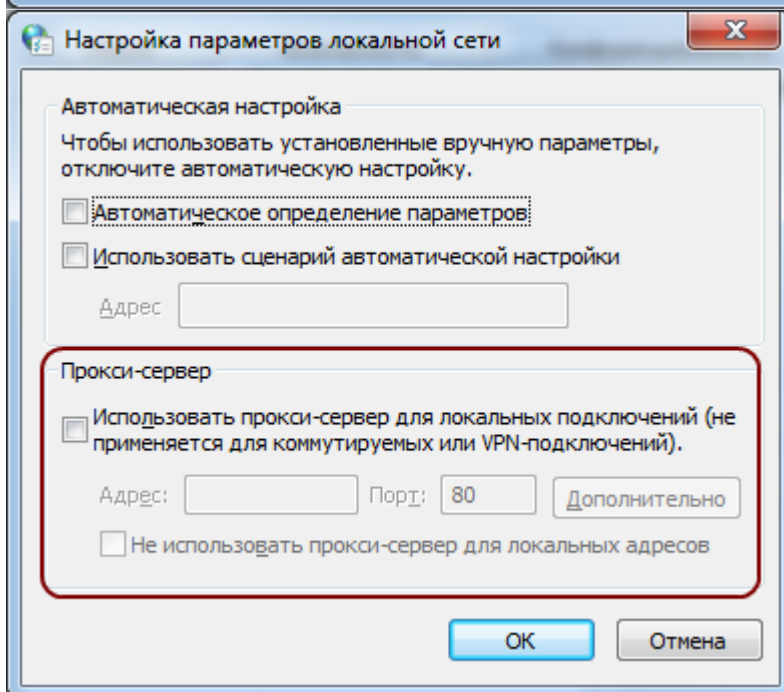 Настройка параметров локальной сети
Автоматическая настройка
Чтобы использовать установленные вручную параметры,
отключите автоматическую настройку.
Автоматическое определение параметров
Использовать сценарий автоматической настройки
Адрес
Прокси-сервер
Использовать прокси-сервер для локальных подключений (не
применяется для коммутируемых или VPN-подключений).
Адрес: Порт: 80 Дополнительно
Не использовать прокси-сервер для локальных адресов
ОК Отмена